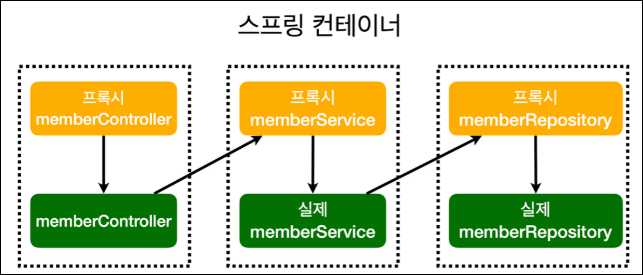 스프링 컨테이너
프록시
memberController
memberController
프록시
memberService
실제
memberService
프록시
memberRepository
실제
memberRepository